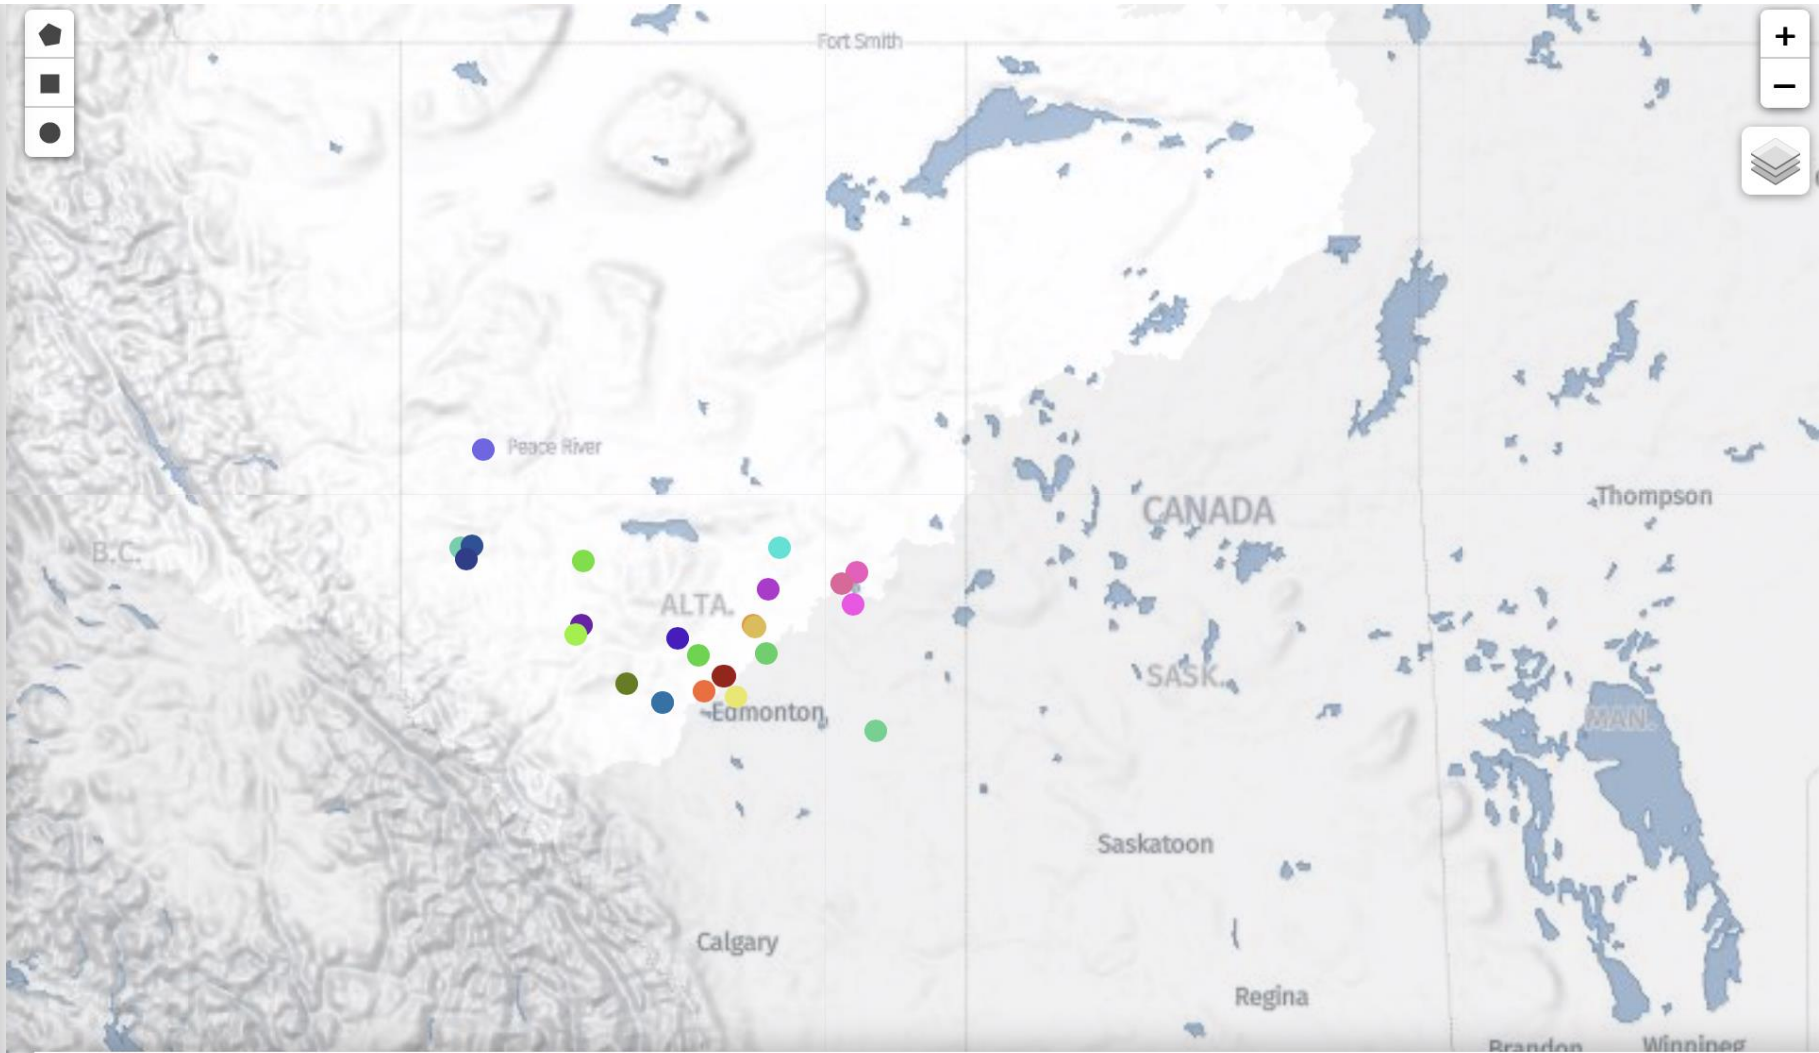 Fort Smith
+
−
Peace River
Thompson
CANADA
B.C.
ALTA.
SASK.
Edmonton
MAN.
Saskatoon
Calgary
Regina
Brandon
Winnipeg